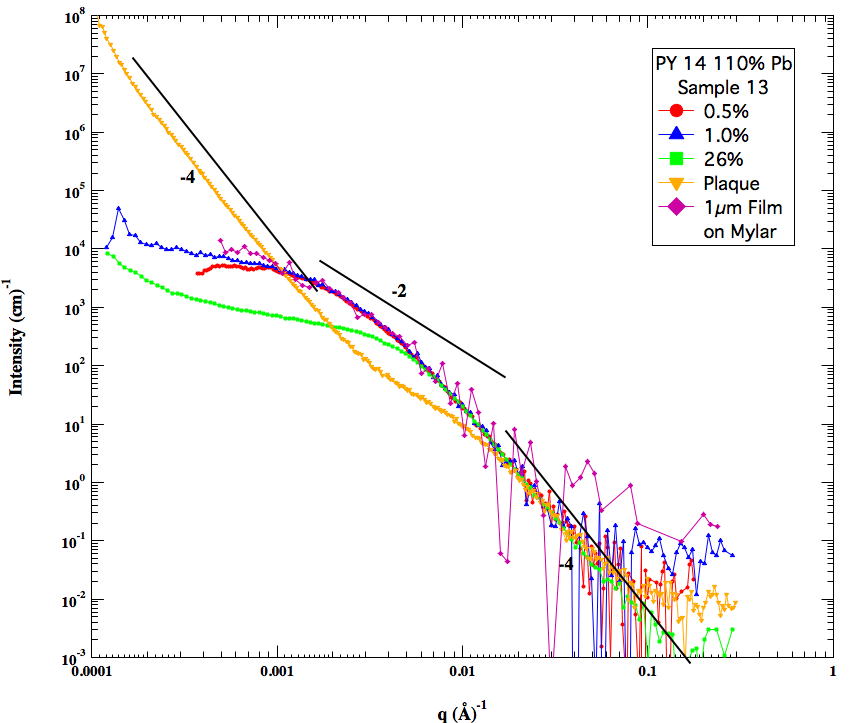 10^8
10^7
10^6
10^5
10^4
10^3
10^2
10^1
10^0
10^-1
10^-2
10^-3
Intensity (cm)^-1
-4
-2
-4
PY 14 110% Pb
Sample 13
0.5%
1.0%
26%
Plaque
1µm Film
on Mylar
0.0001 0.001 0.01 0.1 1
q (Å)^-1